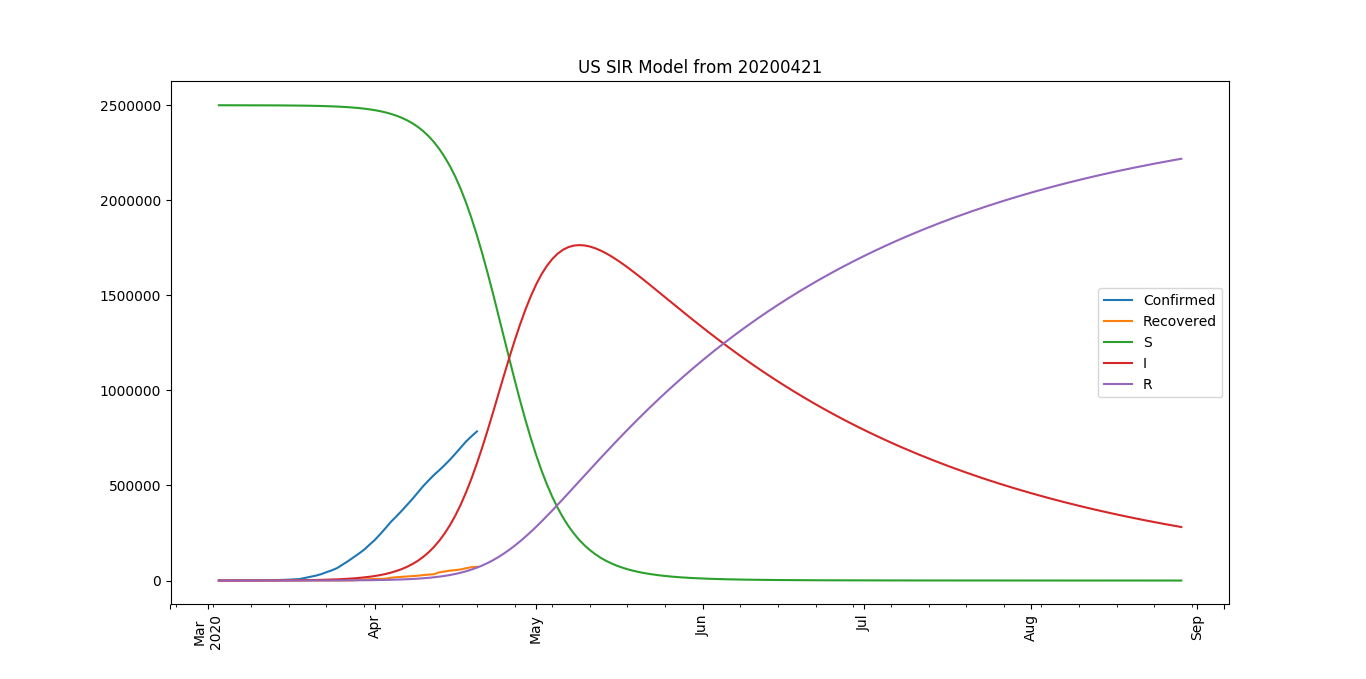 US SIR Model from 20200421
2500000
2000000
1500000
1000000
500000
0
Confirmed
Recovered
S
I
R
Mar
2020
Apr
May
Jun
Jul
Aug
Sep